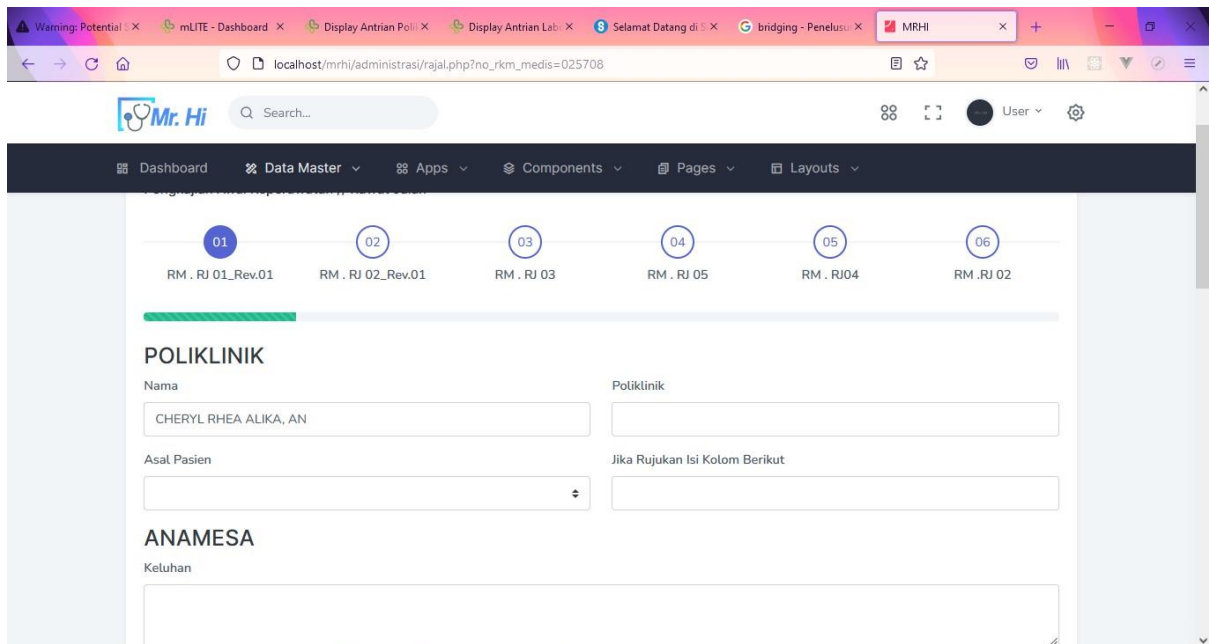 Warning: Potential S
mLITE - Dashboard
Display Antrian Poli
Display Antrian Lab
Selamat Datang di S
bridging - Penelusu
MRHI
localhost/mrhi/administrasi/rajal.php?no_rkm_medis=025708
Mr. Hi
Search...
User
Dashboard
Data Master
Apps
Components
Pages
Layouts
01
02
03
04
05
06
RM . RJ 01_Rev.01
RM . RJ 02_Rev.01
RM . RJ 03
RM . RJ 05
RM . RJ04
RM .RJ 02
POLIKLINIK
Nama
Poliklinik
CHERYL RHEA ALIKA, AN
Asal Pasien
Jika Rujukan Isi Kolom Berikut
ANAMESA
Keluhan